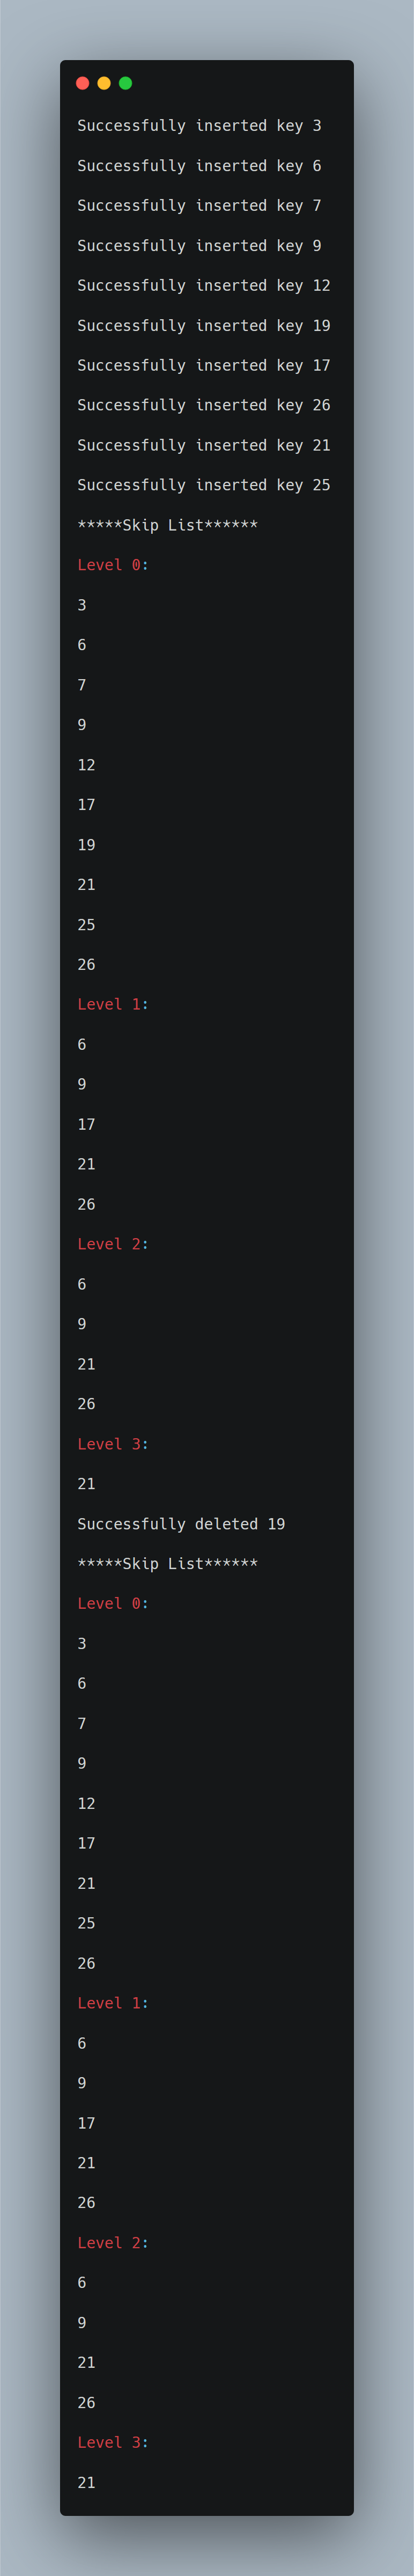 Successfully inserted key 3
Successfully inserted key 6
Successfully inserted key 7
Successfully inserted key 9
Successfully inserted key 12
Successfully inserted key 19
Successfully inserted key 17
Successfully inserted key 26
Successfully inserted key 21
Successfully inserted key 25
*****Skip List******
Level 0:
3
6
7
9
12
17
19
21
25
26
Level 1:
6
9
17
21
26
Level 2:
6
9
21
26
Level 3:
21
Successfully deleted 19
*****Skip List******
Level 0:
3
6
7
9
12
17
21
25
26
Level 1:
6
9
17
21
26
Level 2:
6
9
21
26
Level 3:
21